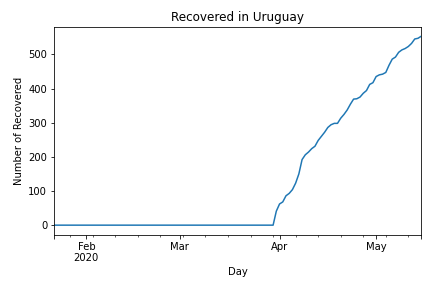 Recovered in Uruguay
Number of Recovered
500
400
300
200
100
0
Feb
2020
Mar
Apr
May
Day